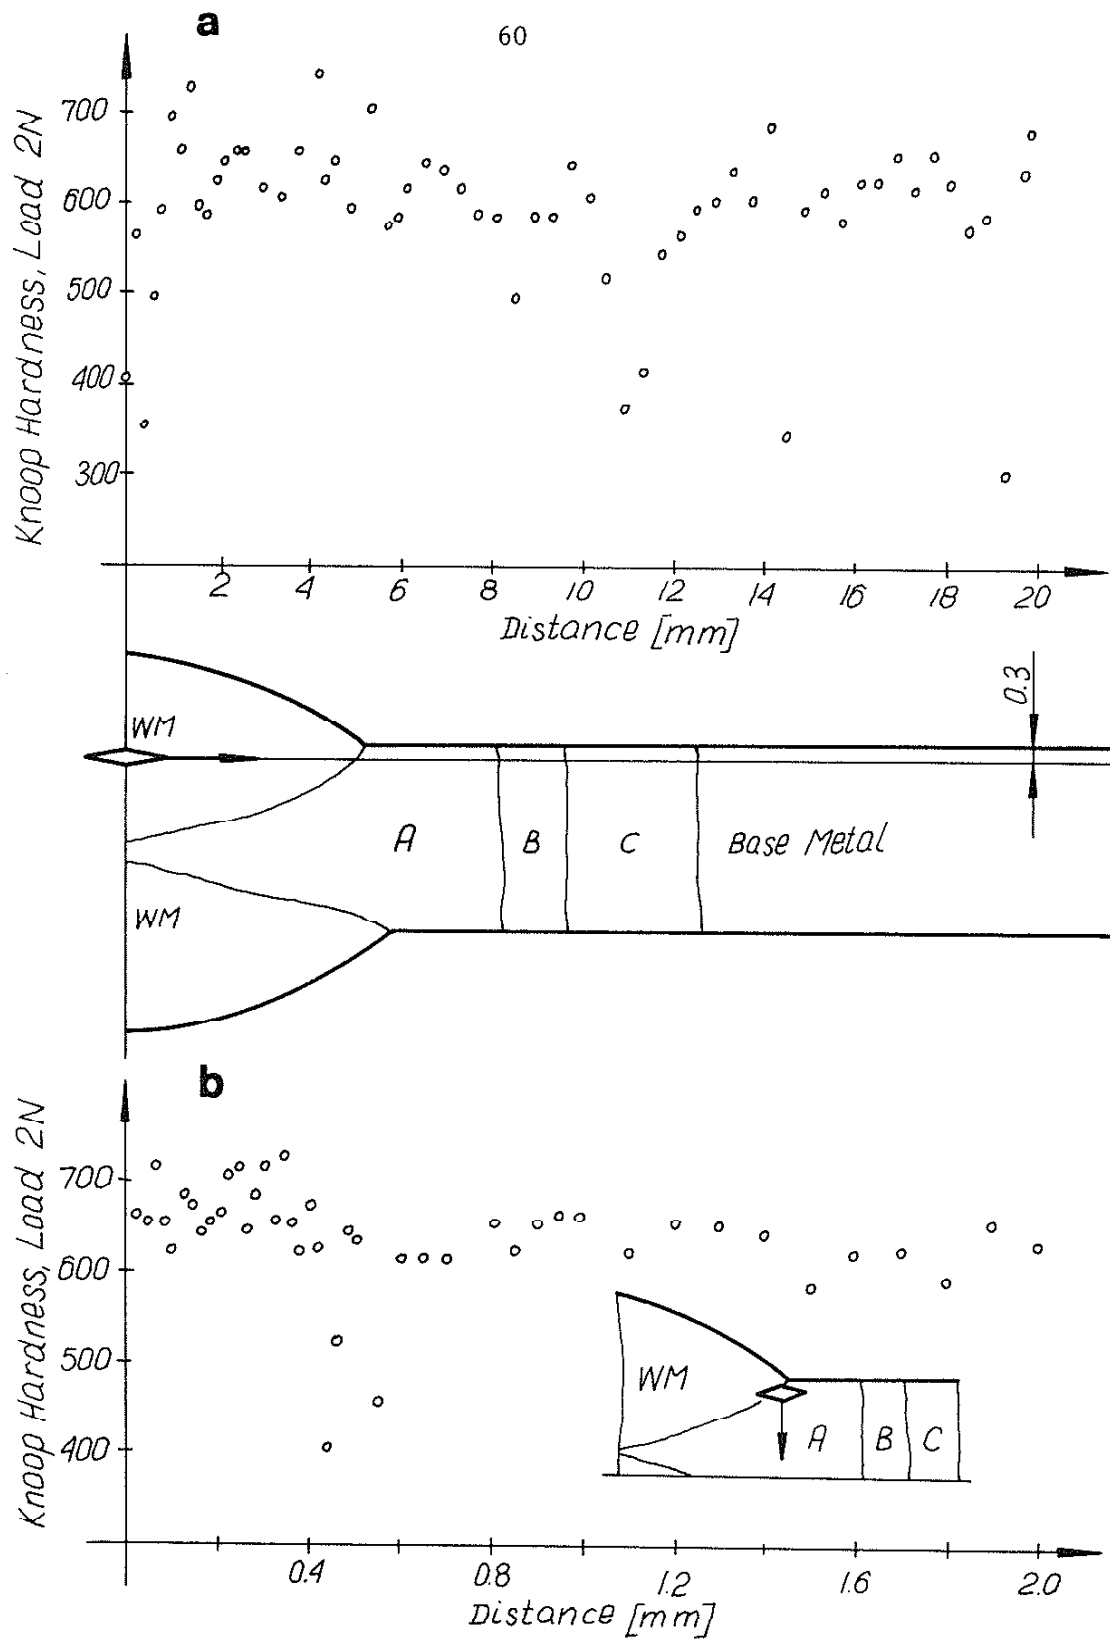 a
60
Knoop Hardness, Load 2N
700
600
500
400
300
2 4 6 8 10 12 14 16 18 20
Distance [mm]
0.3
WM
A B C Base Metal
WM
b
Knoop Hardness, Load 2N
700
600
500
400
WM
A B C
0.4 0.8 1.2 1.6 2.0
Distance [mm]